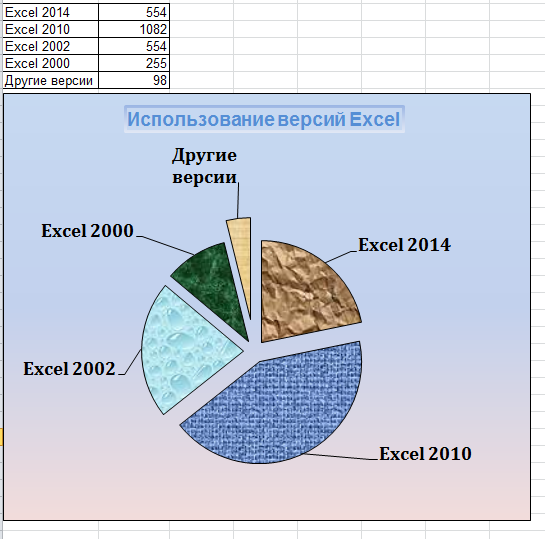 Excel 2014 554
Excel 2010 1082
Excel 2002 554
Excel 2000 255
Другие версии 98
Использование версий Excel
Другие
версии
Excel 2000
Excel 2014
Excel 2002
Excel 2010